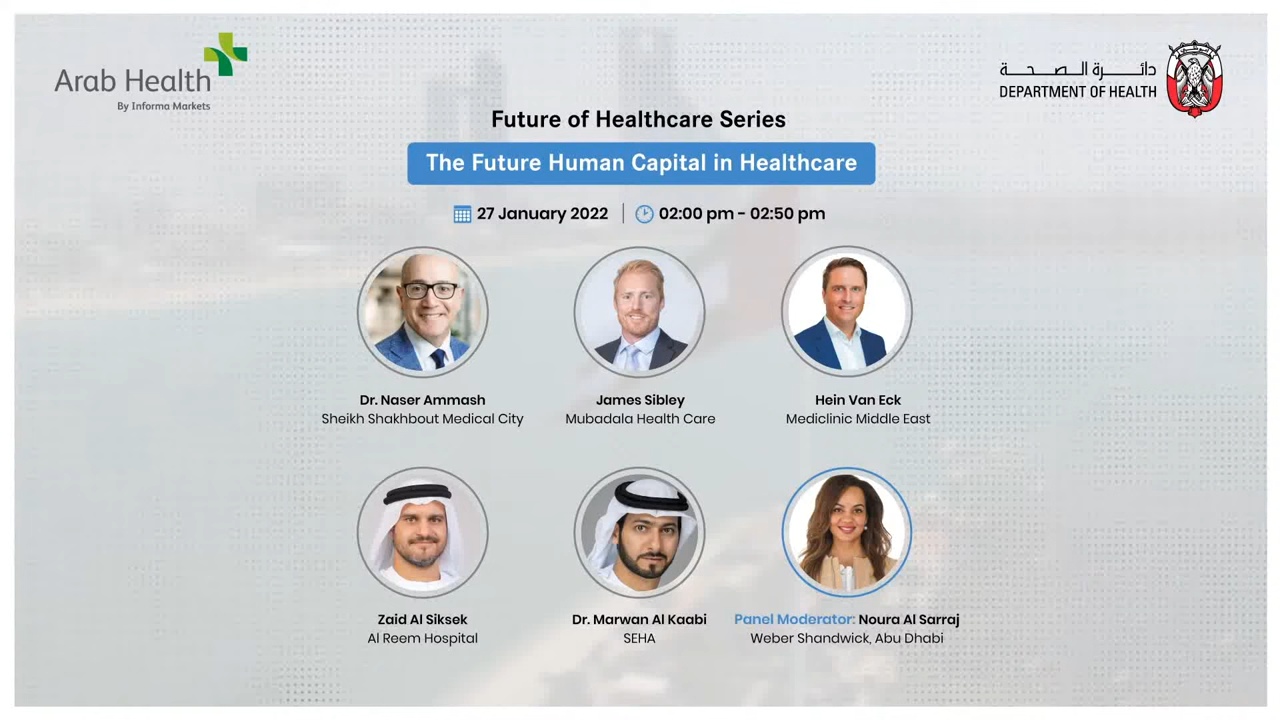 Arab Health
By Informa Markets
دائرة الصحة
DEPARTMENT OF HEALTH
Future of Healthcare Series
The Future Human Capital in Healthcare
27 January 2022 | 02:00 pm - 02:50 pm
Dr. Naser Ammash
Sheikh Shakhbout Medical City
James Sibley
Mubadala Health Care
Hein Van Eck
Mediclinic Middle East
Zaid Al Siksek
Al Reem Hospital
Dr. Marwan Al Kaabi
SEHA
Panel Moderator: Noura Al Sarraj
Weber Shandwick, Abu Dhabi